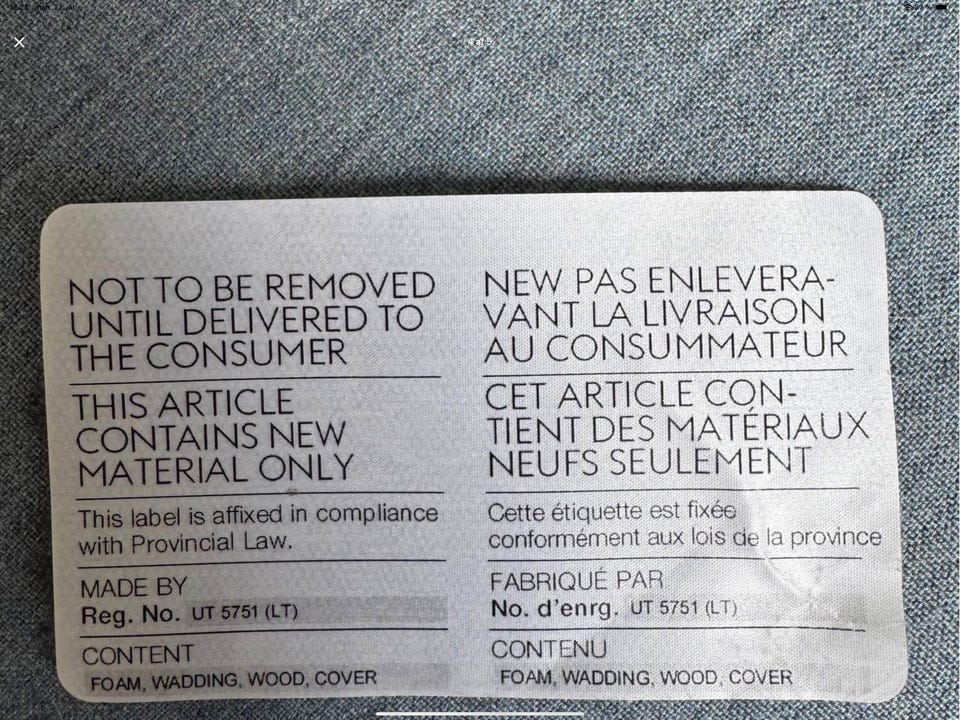 NOT TO BE REMOVED
UNTIL DELIVERED TO
THE CONSUMER
THIS ARTICLE
CONTAINS NEW
MATERIAL ONLY
This label is affixed in compliance
with Provincial Law.
MADE BY
Reg. No. UT 5751 (LT)
CONTENT
FOAM, WADDING, WOOD, COVER
NEW PAS ENLEVERA-
VANT LA LIVRAISON
AU CONSUMMATEUR
CET ARTICLE CON-
TIENT DES MATÉRIAUX
NEUFS SEULEMENT
Cette étiquette est fixée
conformément aux lois de la province
FABRIQUÉ PAR
No. d'enrg. UT 5751 (LT)
CONTENU
FOAM, WADDING, WOOD, COVER